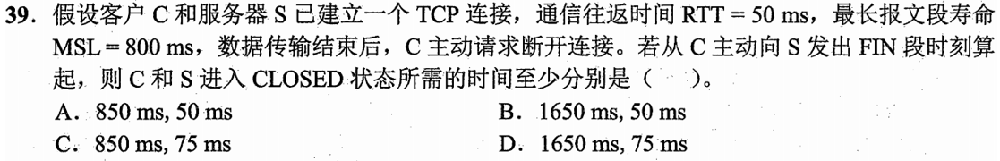 39. 假设客户 C 和服务器 S 已建立一个 TCP 连接，通信往返时间 RTT = 50 ms，最长报文段寿命
MSL = 800 ms，数据传输结束后，C 主动请求断开连接。若从 C 主动向 S 发出 FIN 段时刻算
起，则 C 和 S 进入 CLOSED 状态所需的时间至少分别是（　　）。
A. 850 ms, 50 ms B. 1650 ms, 50 ms
C. 850 ms, 75 ms D. 1650 ms, 75 ms